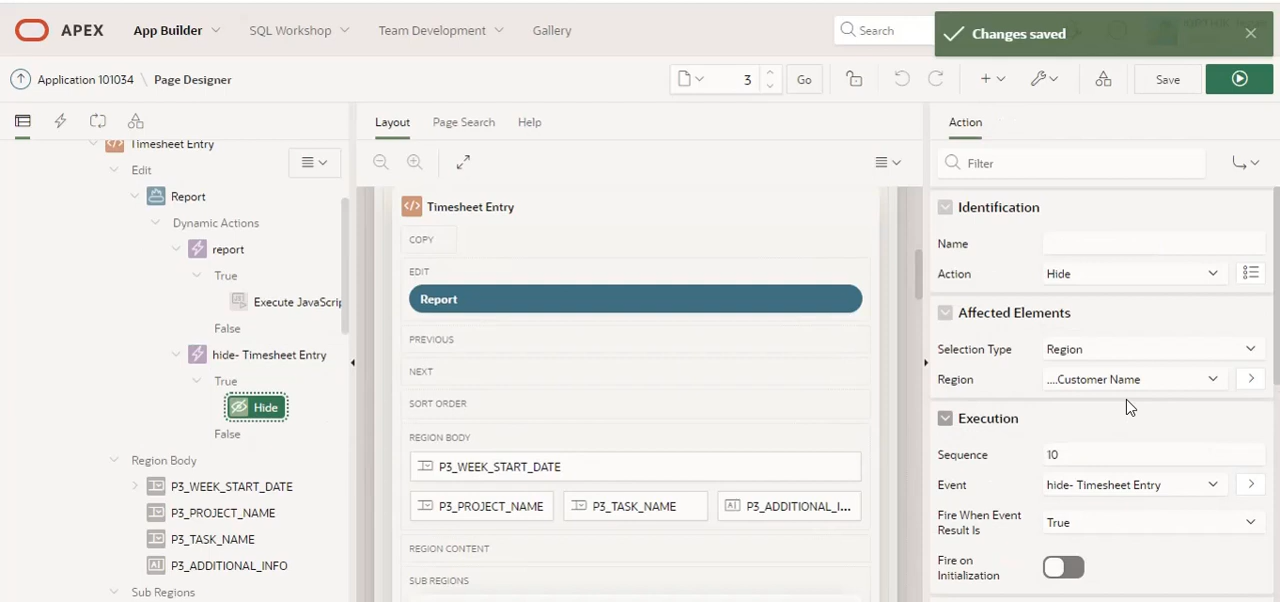 APEX
App Builder
SQL Workshop
Team Development
Gallery
Search
Changes saved
Application 101034 \ Page Designer
3
Go
Save
Layout
Page Search
Help
Action
Timesheet Entry
Edit
Report
Dynamic Actions
report
True
Execute JavaScrip
False
hide- Timesheet Entry
True
Hide
False
Region Body
P3_WEEK_START_DATE
P3_PROJECT_NAME
P3_TASK_NAME
P3_ADDITIONAL_INFO
Sub Regions
Timesheet Entry
COPY
EDIT
Report
PREVIOUS
NEXT
SORT ORDER
REGION BODY
P3_WEEK_START_DATE
P3_PROJECT_NAME
P3_TASK_NAME
P3_ADDITIONAL_I...
REGION CONTENT
SUB REGIONS
Filter
Identification
Name
Action Hide
Affected Elements
Selection Type Region
Region ....Customer Name
Execution
Sequence 10
Event hide- Timesheet Entry
Fire When Event
Result Is
True
Fire on
Initialization